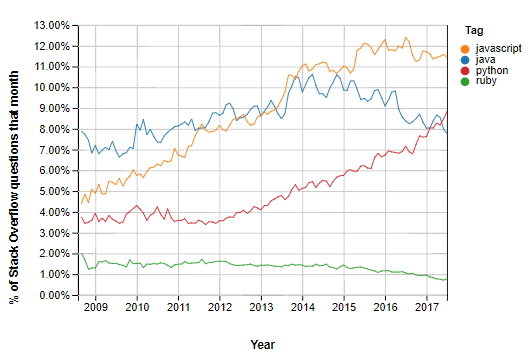 13.00%
12.00%
11.00%
10.00%
9.00%
8.00%
7.00%
6.00%
5.00%
4.00%
3.00%
2.00%
1.00%
0.00%
% of Stack Overflow questions that month
2009 2010 2011 2012 2013 2014 2015 2016 2017
Year
Tag
javascript
java
python
ruby